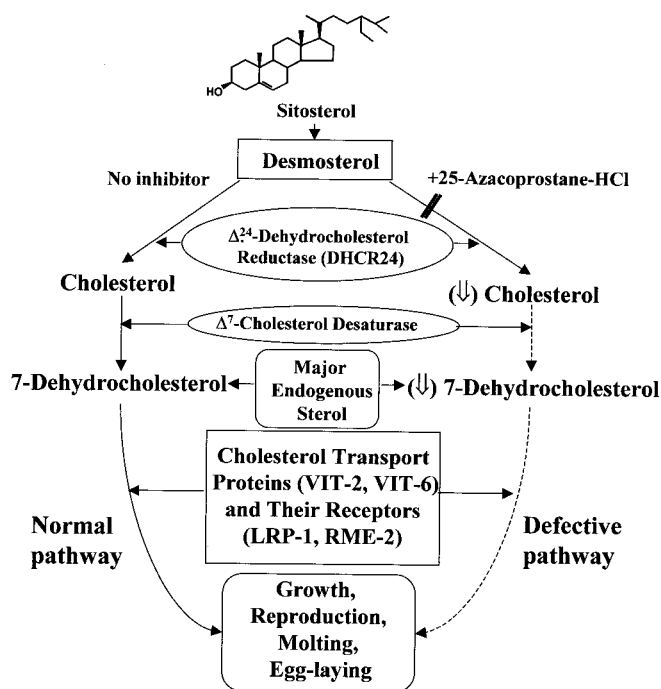 HO
Sitosterol
Desmosterol
No inhibitor
+25-Azacoprostane-HCl
Δ²⁴-Dehydrocholesterol
Reductase (DHCR24)
Cholesterol
(⇓) Cholesterol
Δ⁷-Cholesterol Desaturase
7-Dehydrocholesterol
Major
Endogenous
Sterol
(⇓) 7-Dehydrocholesterol
Cholesterol Transport
Proteins (VIT-2, VIT-6)
and Their Receptors
(LRP-1, RME-2)
Normal
pathway
Defective
pathway
Growth,
Reproduction,
Molting,
Egg-laying